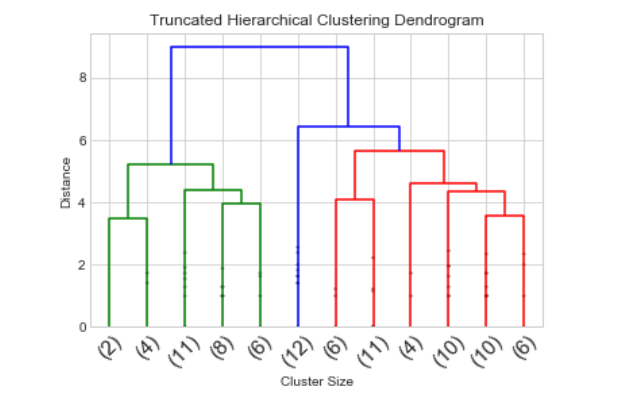 Truncated Hierarchical Clustering Dendrogram
8
6
4
2
0
Distance
(2) (4) (11) (8) (6) (12) (6) (11) (4) (10) (10) (6)
Cluster Size